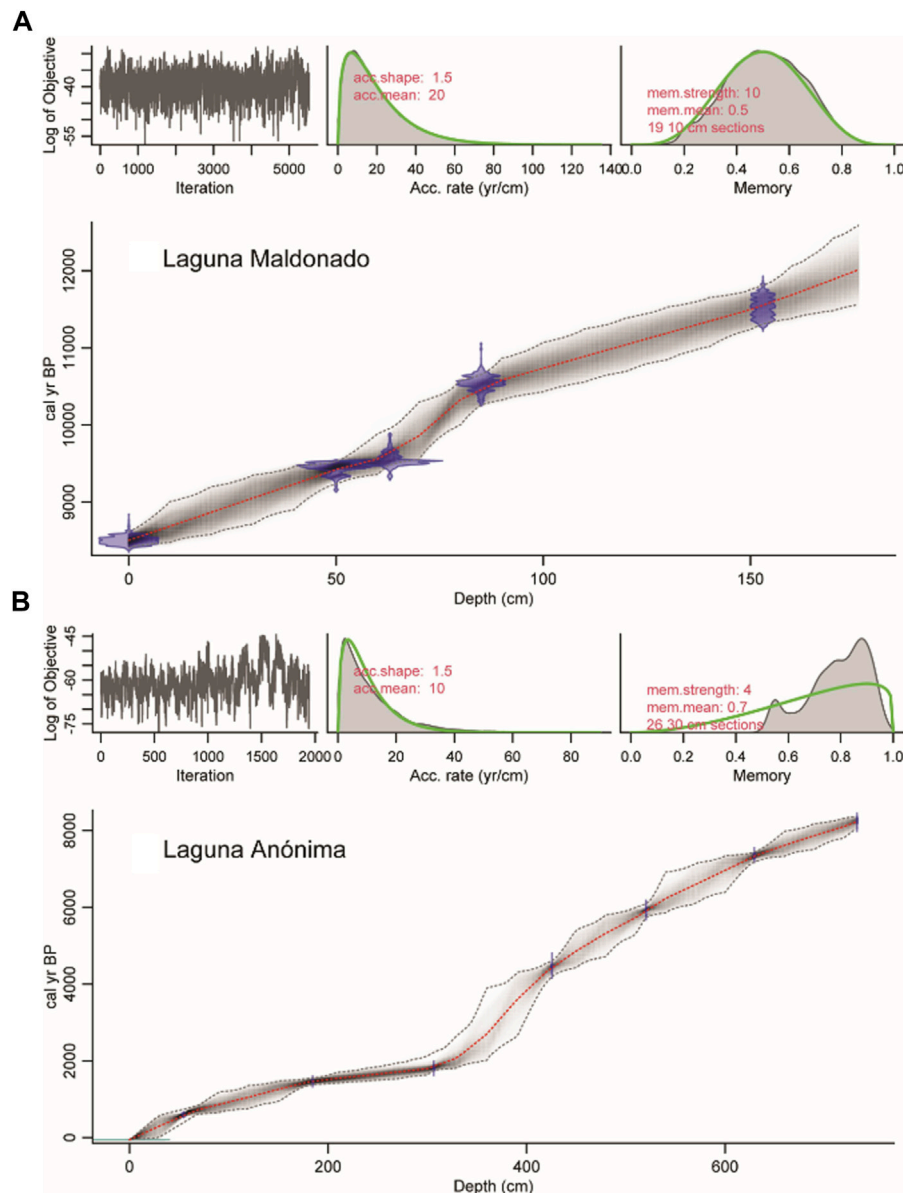 A
Log of Objective
-40
-55
0 1000 3000 5000
Iteration
acc.shape: 1.5
acc.mean: 20
0 20 40 60 80 100 120 140
Acc. rate (yr/cm)
mem.strength: 10
mem.mean: 0.5
19 10 cm sections
0.0 0.2 0.4 0.6 0.8 1.0
Memory
Laguna Maldonado
cal yr BP
12000
11000
10000
9000
0 50 100 150
Depth (cm)
B
Log of Objective
-45
-60
-75
0 500 1000 1500 2000
Iteration
acc.shape: 1.5
acc.mean: 10
0 20 40 60 80
Acc. rate (yr/cm)
mem.strength: 4
mem.mean: 0.7
26 30 cm sections
0.0 0.2 0.4 0.6 0.8 1.0
Memory
Laguna Anónima
cal yr BP
8000
6000
4000
2000
0
0 200 400 600
Depth (cm)